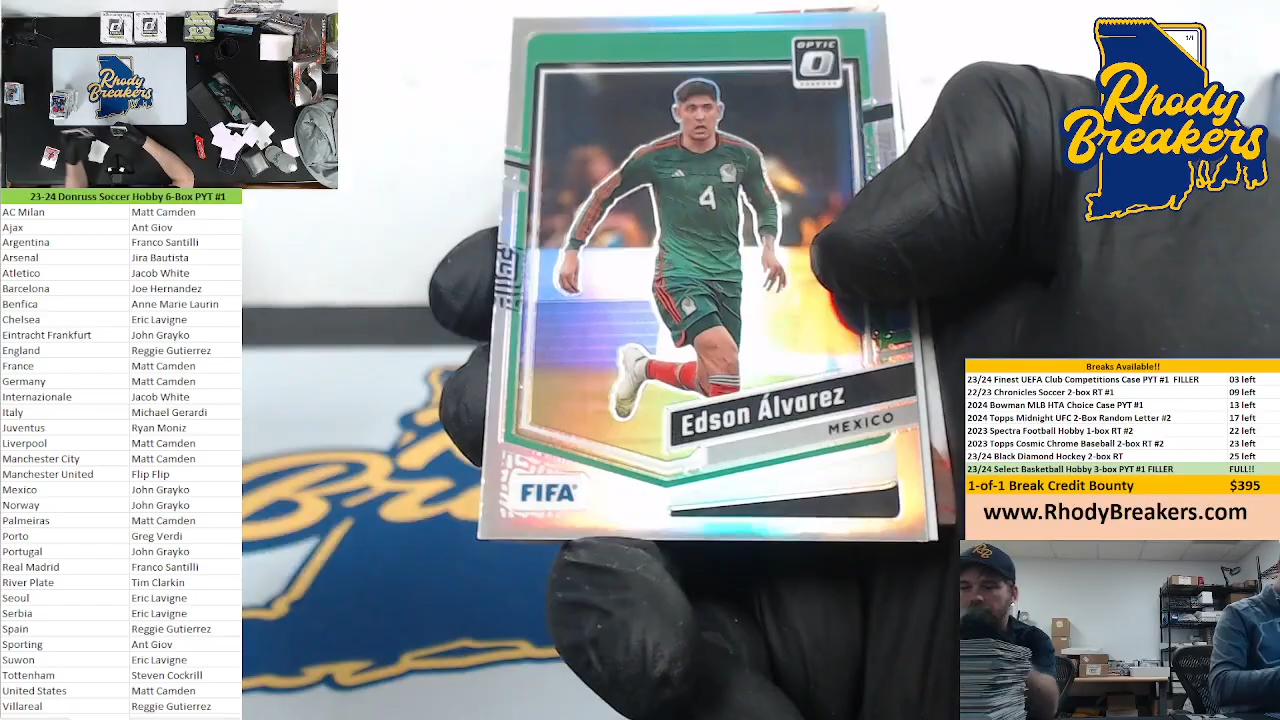 Rhody
Breakers
23-24 Donruss Soccer Hobby 6-Box PYT #1
AC Milan Matt Camden
Ajax Ant Giov
Argentina Franco Santilli
Arsenal Jira Bautista
Atletico Jacob White
Barcelona Joe Hernandez
Benfica Anne Marie Laurin
Chelsea Eric Lavigne
Eintracht Frankfurt John Grayko
England Reggie Gutierrez
France Matt Camden
Germany Matt Camden
Internazionale Jacob White
Italy Michael Gerardi
Juventus Ryan Moniz
Liverpool Matt Camden
Manchester City Matt Camden
Manchester United Flip Flip
Mexico John Grayko
Norway John Grayko
Palmeiras Matt Camden
Porto Greg Verdi
Portugal John Grayko
Real Madrid Franco Santilli
River Plate Tim Clarkin
Seoul Eric Lavigne
Serbia Eric Lavigne
Spain Reggie Gutierrez
Sporting Ant Giov
Suwon Eric Lavigne
Tottenham Steven Cockrill
United States Matt Camden
Villareal Reggie Gutierrez
OPTIC
O
DONRUSS
4
Edson Álvarez
MEXICO
FIFA
1/1
Rhody
Breakers
Breaks Available!!
23/24 Finest UEFA Club Competitions Case PYT #1 FILLER 03 left
22/23 Chronicles Soccer 2-box RT #1 09 left
2024 Bowman MLB HTA Choice Case PYT #1 13 left
2024 Topps Midnight UFC 2-Box Random Letter #2 17 left
2023 Spectra Football Hobby 1-box RT #2 22 left
2023 Topps Cosmic Chrome Baseball 2-box RT #2 23 left
23/24 Black Diamond Hockey 2-box RT 25 left
23/24 Select Basketball Hobby 3-box PYT #1 FILLER FULL!!
1-of-1 Break Credit Bounty $395
www.RhodyBreakers.com